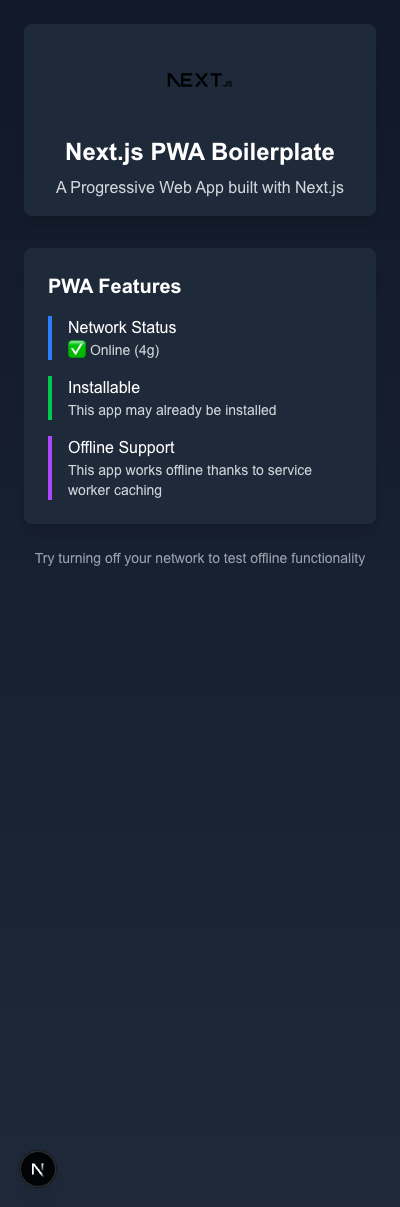 NEXT.JS
Next.js PWA Boilerplate
A Progressive Web App built with Next.js
PWA Features
Network Status
✅ Online (4g)
Installable
This app may already be installed
Offline Support
This app works offline thanks to service
worker caching
Try turning off your network to test offline functionality
N